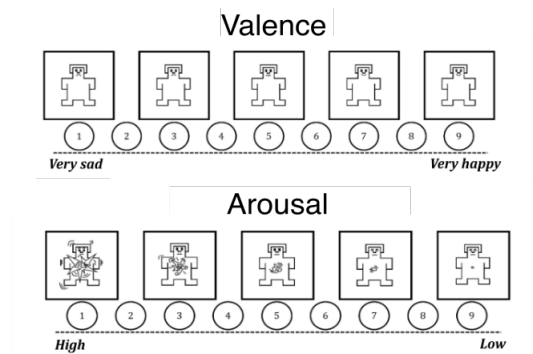 Valence
1 2 3 4 5 6 7 8 9
Very sad Very happy
Arousal
1 2 3 4 5 6 7 8 9
High Low